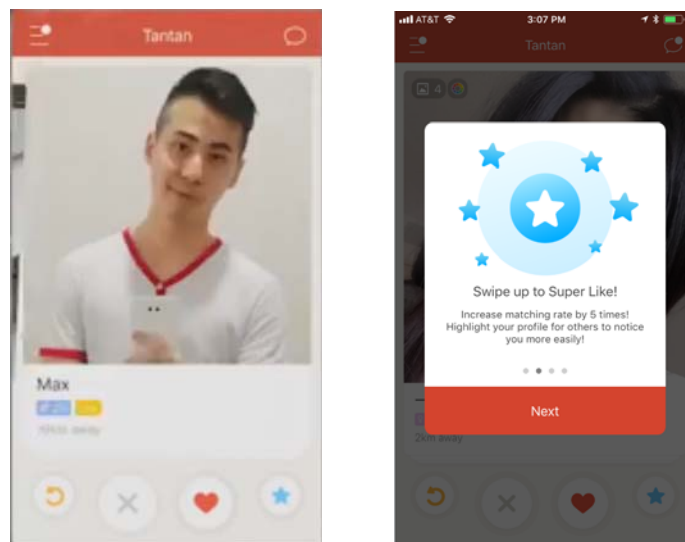 Tantan
Max
AT&T
3:07 PM
Tantan
4
Swipe up to Super Like!
Increase matching rate by 5 times!
Highlight your profile for others to notice
you more easily!
Next
2km away